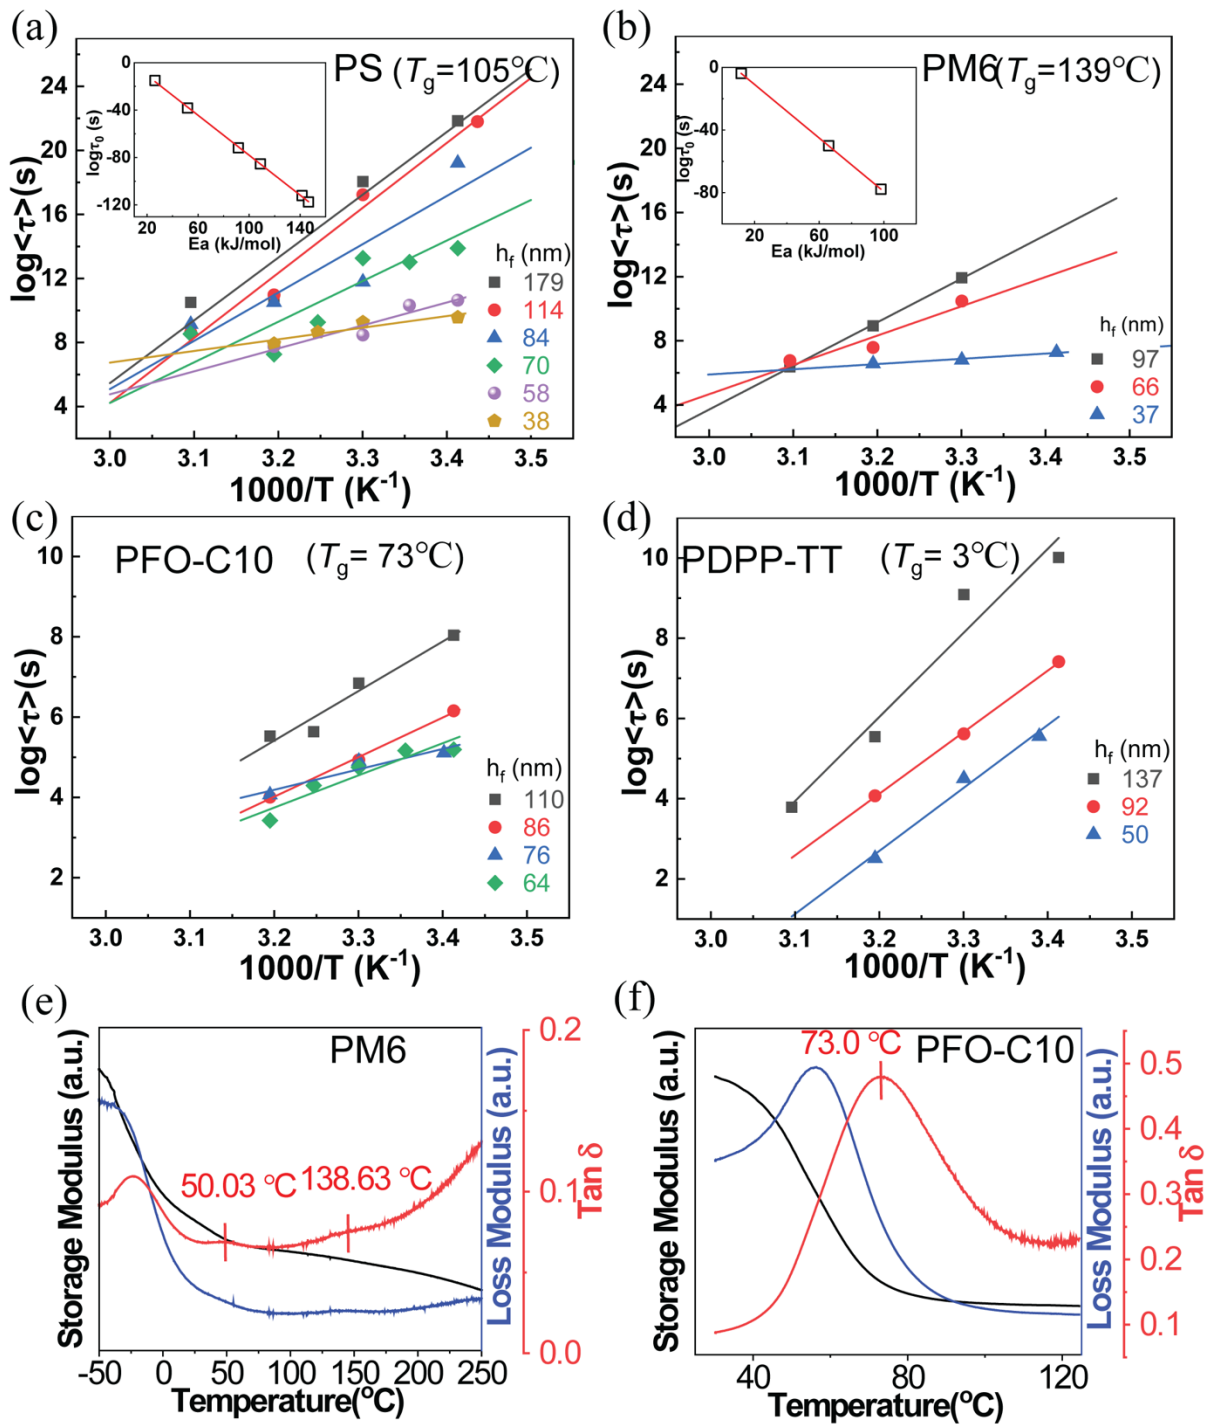 (a)
PS (Tg=105°C)
log<τ>(s)
24
20
16
12
8
4
0
-40
-80
-120
logτ0 (s)
20 60 100 140
Ea (kJ/mol)
hf (nm)
179
114
84
70
58
38
3.0 3.1 3.2 3.3 3.4 3.5
1000/T (K-1)
(b)
PM6 (Tg=139°C)
log<τ>(s)
24
20
16
12
8
4
0
-40
-80
logτ0 (s)
20 60 100
Ea (kJ/mol)
hf (nm)
97
66
37
3.0 3.1 3.2 3.3 3.4 3.5
1000/T (K-1)
(c)
PFO-C10 (Tg= 73°C)
log<τ>(s)
10
8
6
4
2
hf (nm)
110
86
76
64
3.0 3.1 3.2 3.3 3.4 3.5
1000/T (K-1)
(d)
PDPP-TT (Tg= 3°C)
log<τ>(s)
10
8
6
4
2
hf (nm)
137
92
50
3.0 3.1 3.2 3.3 3.4 3.5
1000/T (K-1)
(e)
PM6
Storage Modulus (a.u.)
50.03 °C 138.63 °C
Loss Modulus (a.u.)
Tan δ
0.2
0.1
0.0
-50 0 50 100 150 200 250
Temperature(oC)
(f)
73.0 °C PFO-C10
Storage Modulus (a.u.)
Loss Modulus (a.u.)
Tan δ
0.5
0.4
0.3
0.2
0.1
40 80 120
Temperature(oC)